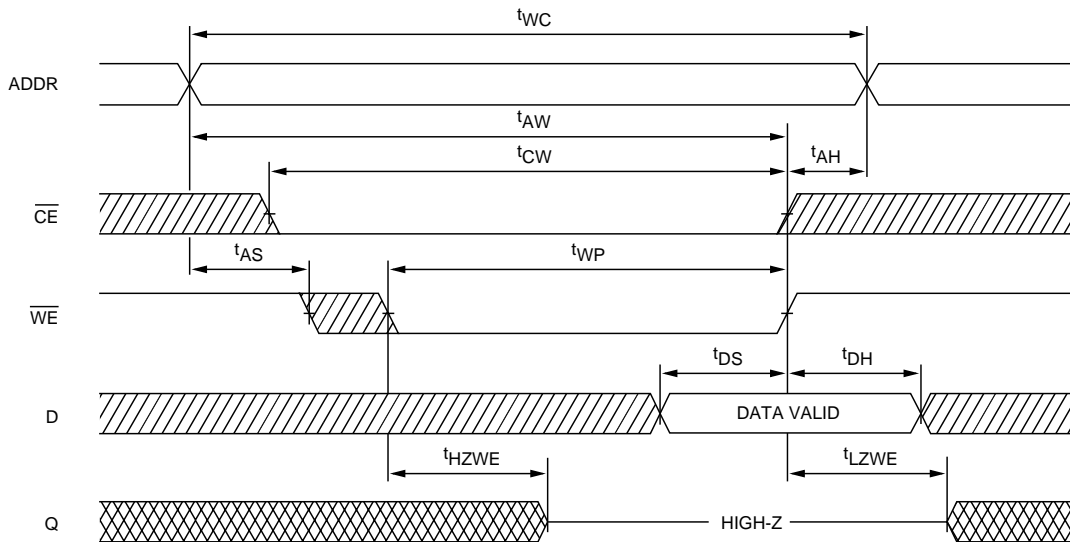 tWC
ADDR
tAW
tCW
tAH
CE
tAS
tWP
WE
tDS
tDH
D
DATA VALID
tHZWE
tLZWE
Q
HIGH-Z